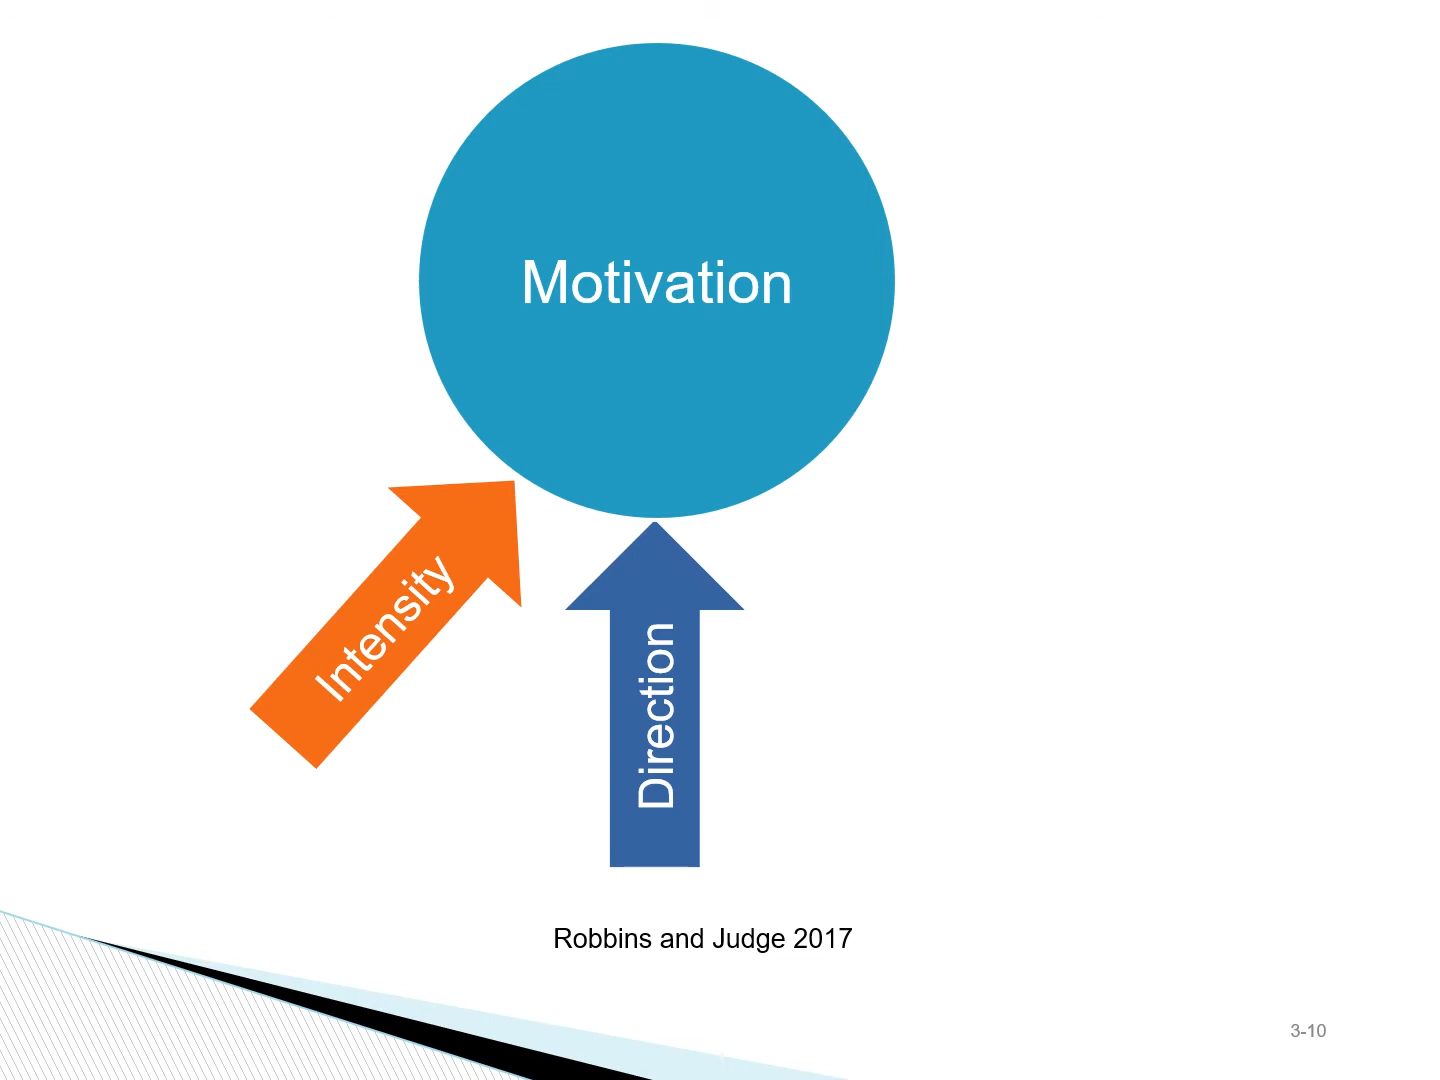 Motivation
Intensity
Direction
Robbins and Judge 2017
3-10